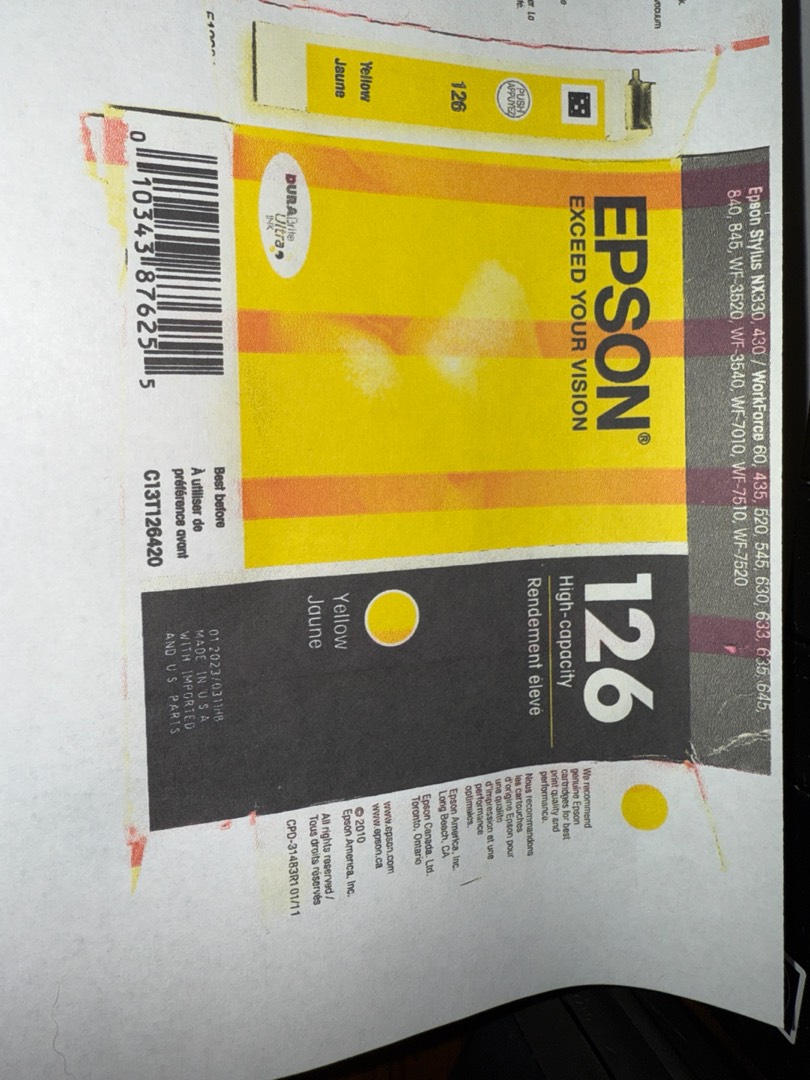 Epson Stylus NX330, 430 / WorkForce 60, 435, 520, 545, 630, 633, 635, 645,
840, 845, WF-3520, WF-3540, WF-7010, WF-7510, WF-7520
EPSON®
EXCEED YOUR VISION
DURABrite
Ultra
INK
126
High-capacity
Rendement élevé
Yellow
Jaune
PUSH
APPUYEZ
126
Yellow
Jaune
0 10343 87625 5
Best before
À utiliser de
préférence avant
C13T126420
01 2023/0311HB
MADE IN U S A
WITH IMPORTED
AND U S PARTS
We recommend
genuine Epson
cartridges for best
print quality and
performance.
Nous recommandons
les cartouches
d'origine Epson pour
une qualité
d'impression et une
performance
optimales.
Epson America, Inc.
Long Beach, CA
Epson Canada, Ltd.
Toronto, Ontario
www.epson.com
www.epson.ca
© 2010
Epson America, Inc.
All rights reserved /
Tous droits réservés
CPD-31483R1 01/11